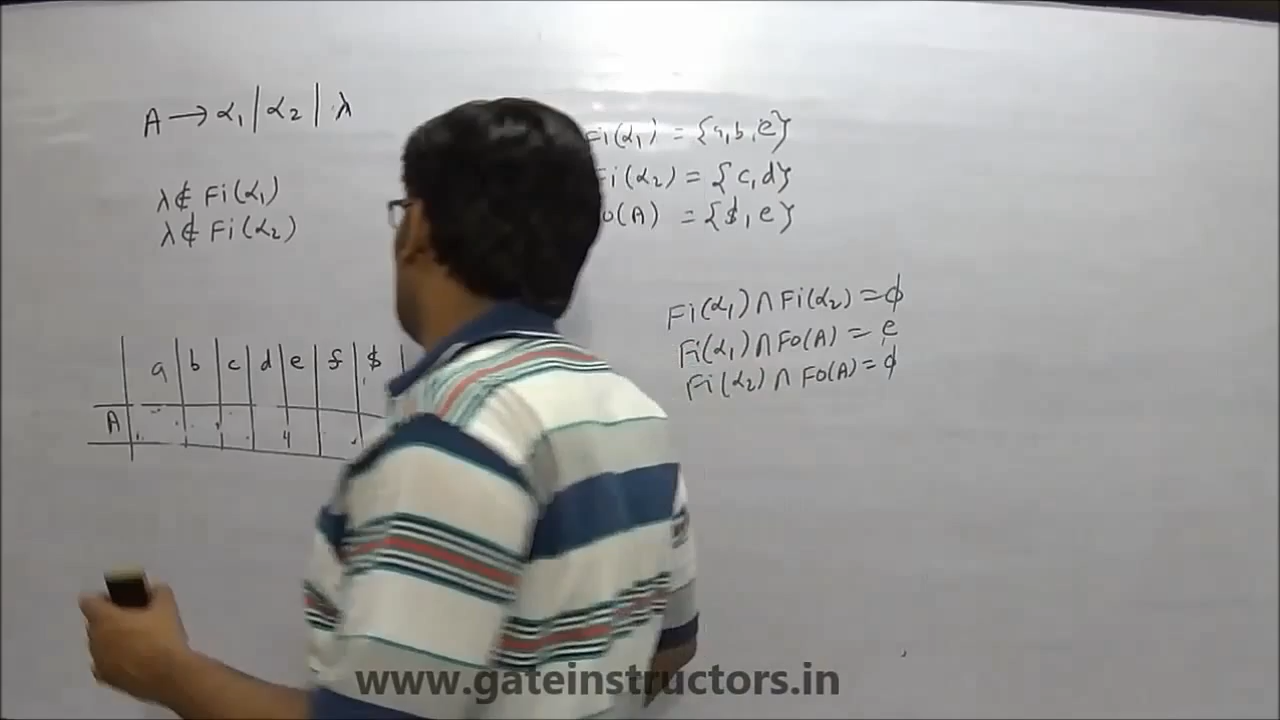 A → α₁ | α₂ | λ
λ ∉ Fi(α₁)
λ ∉ Fi(α₂)
Fi(α₁) = {a, b, e}
Fi(α₂) = {c, d}
o(A) = {$, e}
Fi(α₁) ∩ Fi(α₂) = ϕ
Fi(α₁) ∩ Fo(A) = e
Fi(α₂) ∩ Fo(A) = ϕ
a b c d e f $
A
www.gateinstructors.in